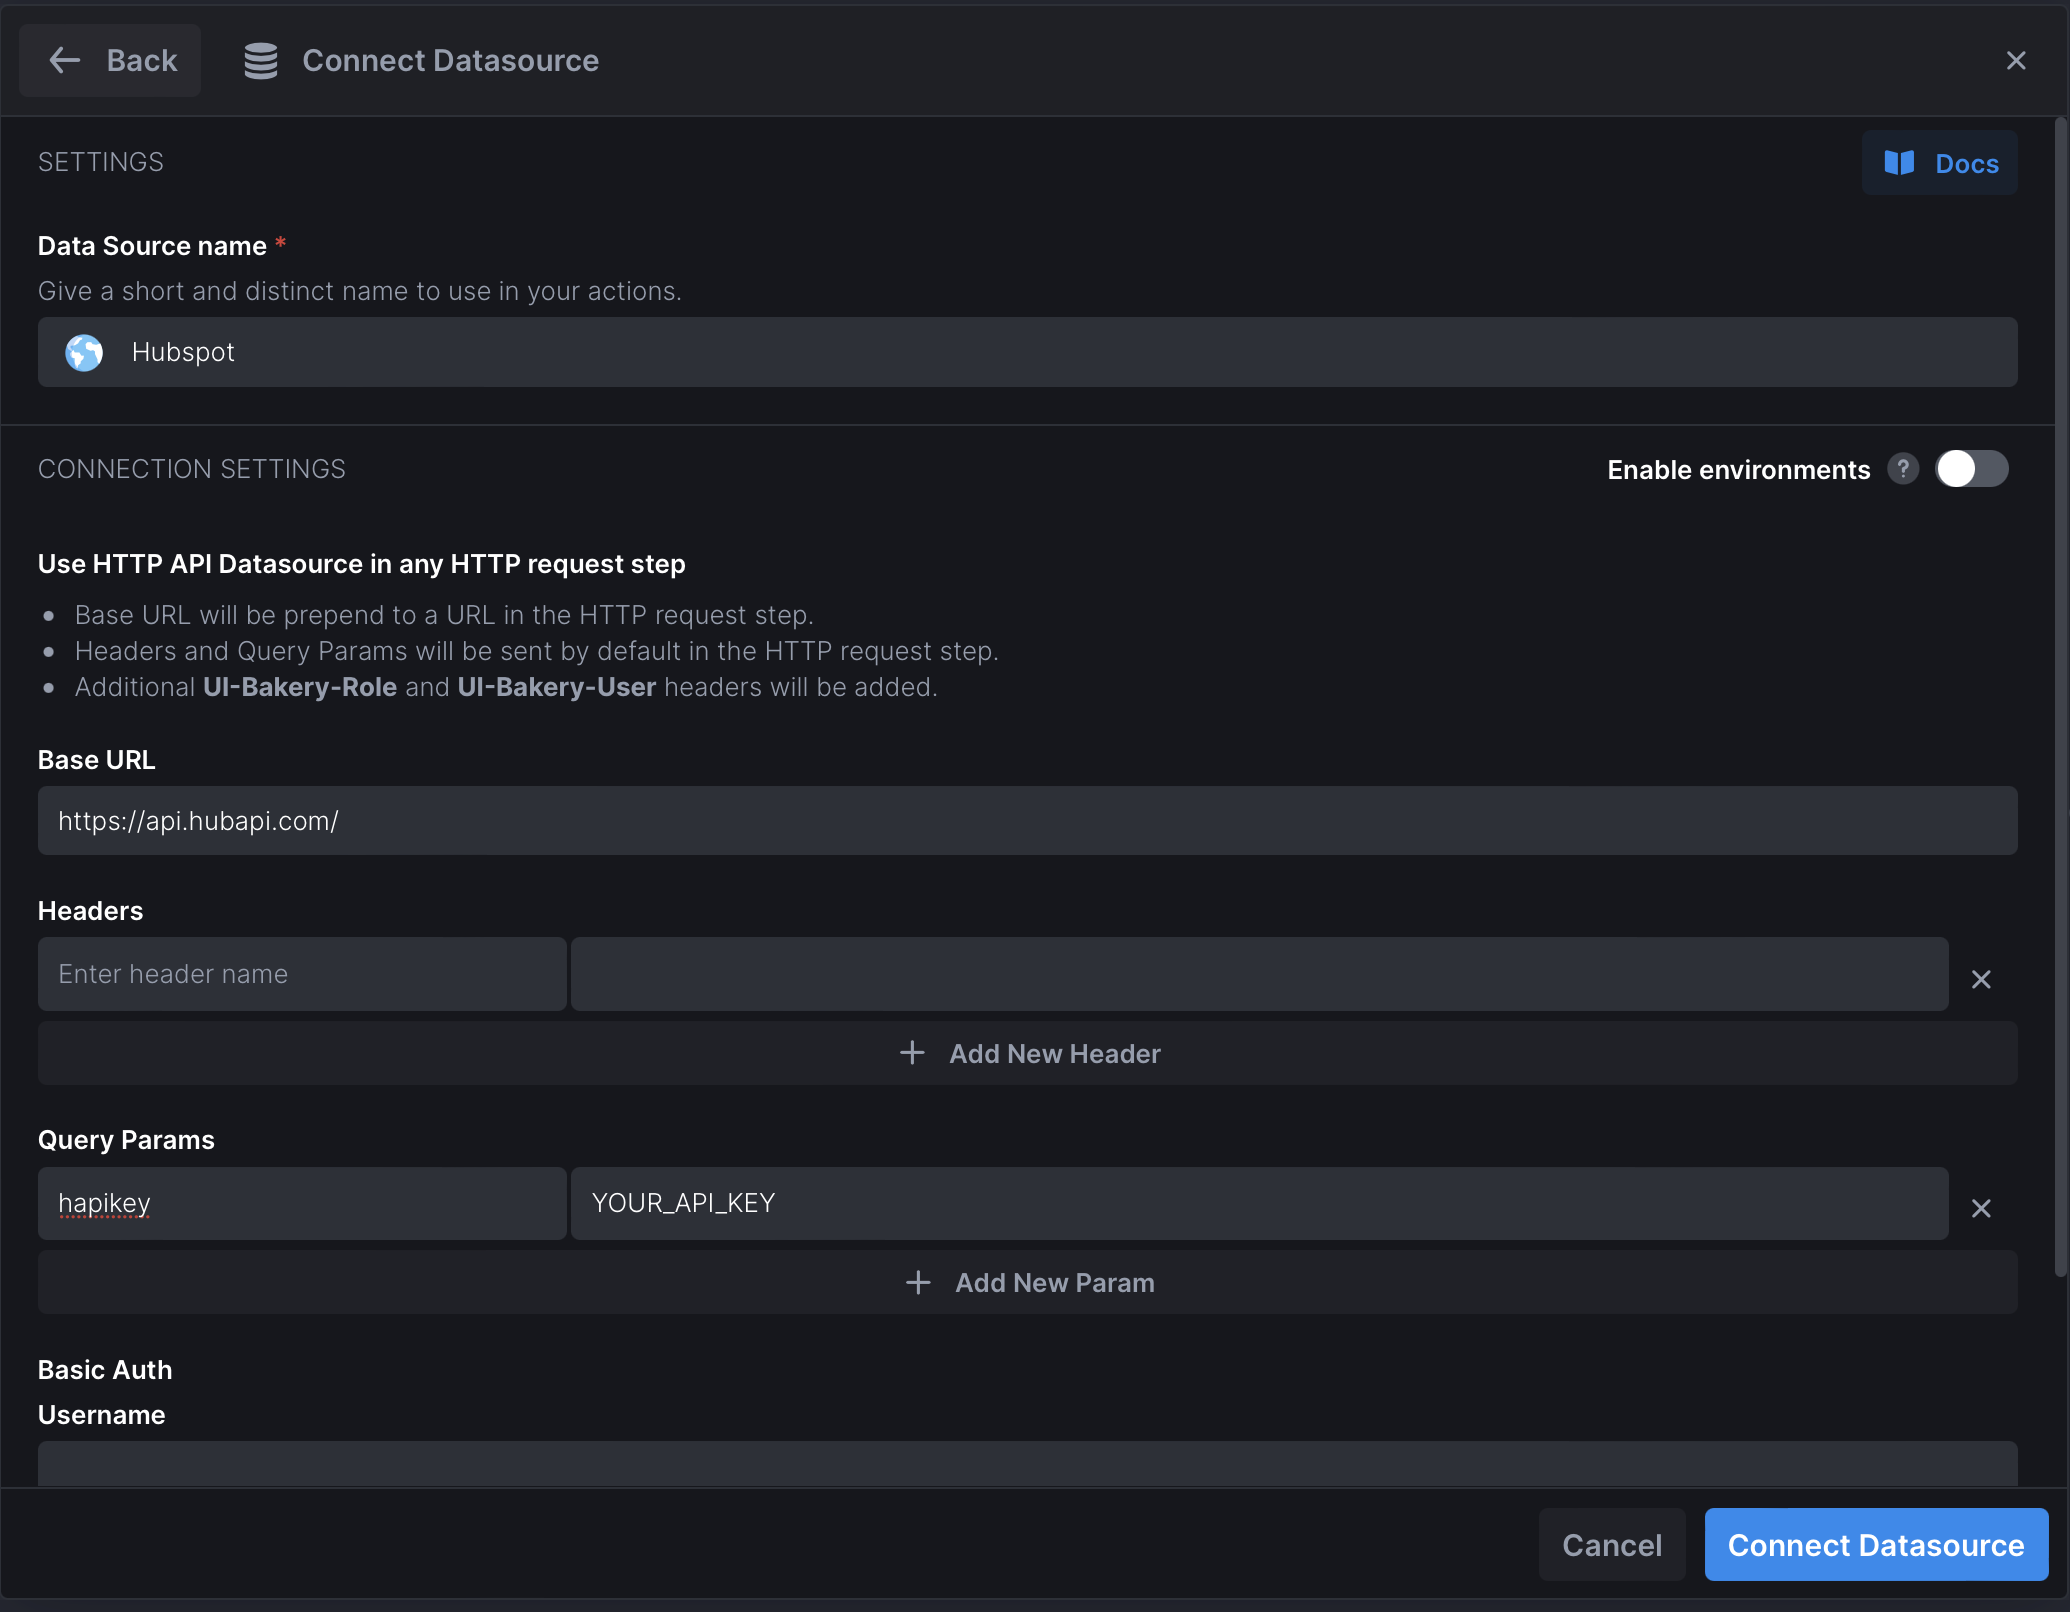 Back
Connect Datasource
SETTINGS
Docs
Data Source name *
Give a short and distinct name to use in your actions.
Hubspot
CONNECTION SETTINGS
Enable environments ?
Use HTTP API Datasource in any HTTP request step
• Base URL will be prepend to a URL in the HTTP request step.
• Headers and Query Params will be sent by default in the HTTP request step.
• Additional UI-Bakery-Role and UI-Bakery-User headers will be added.
Base URL
https://api.hubapi.com/
Headers
Enter header name
+ Add New Header
Query Params
hapikey YOUR_API_KEY
+ Add New Param
Basic Auth
Username
Cancel
Connect Datasource